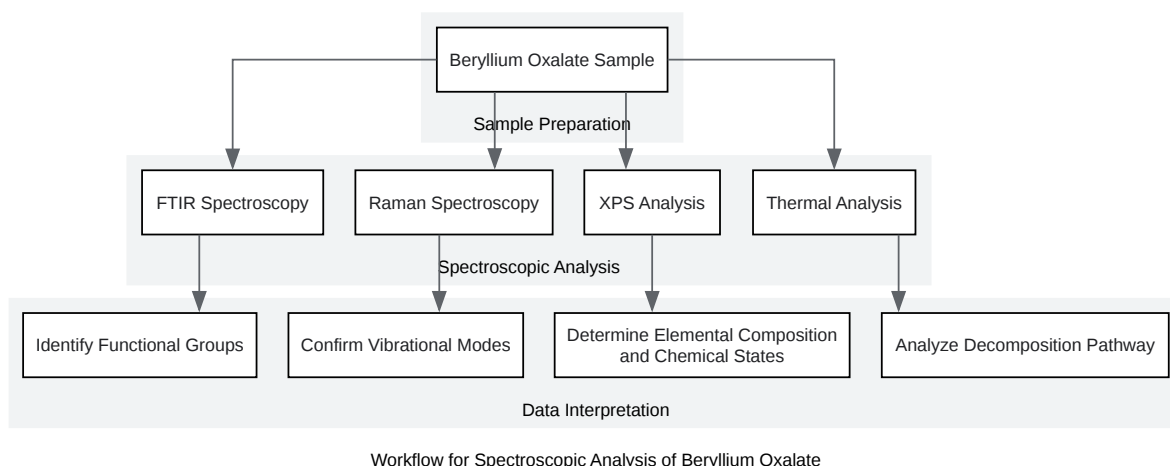 Beryllium Oxalate Sample
Sample Preparation
FTIR Spectroscopy
Raman Spectroscopy
XPS Analysis
Thermal Analysis
Spectroscopic Analysis
Identify Functional Groups
Confirm Vibrational Modes
Determine Elemental Composition
and Chemical States
Analyze Decomposition Pathway
Data Interpretation
Workflow for Spectroscopic Analysis of Beryllium Oxalate